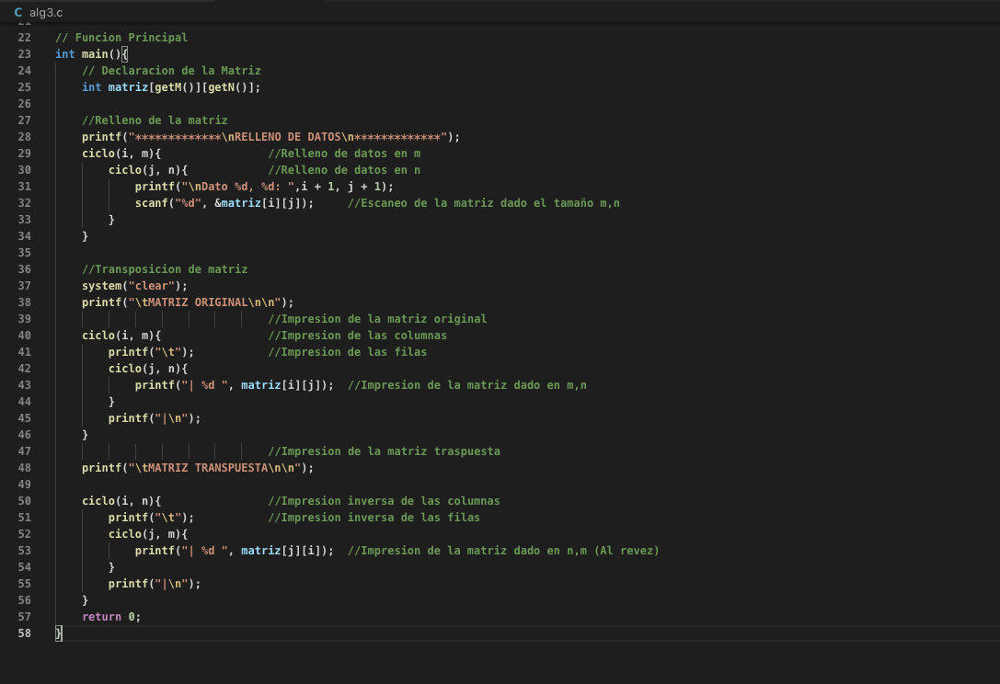 C alg3.c
22 // Funcion Principal
23 int main(){
24 // Declaracion de la Matriz
25 int matriz[getM()][getN()];
26
27 //Relleno de la matriz
28 printf("*************\nRELLENO DE DATOS\n*************");
29 ciclo(i, m){ //Relleno de datos en m
30 ciclo(j, n){ //Relleno de datos en n
31 printf("\nDato %d, %d: ",i + 1, j + 1);
32 scanf("%d", &matriz[i][j]); //Escaneo de la matriz dado el tamaño m,n
33 }
34 }
35
36 //Transposicion de matriz
37 system("clear");
38 printf("\tMATRIZ ORIGINAL\n\n");
39 //Impresion de la matriz original
40 ciclo(i, m){ //Impresion de las columnas
41 printf("\t"); //Impresion de las filas
42 ciclo(j, n){
43 printf("| %d ", matriz[i][j]); //Impresion de la matriz dado en m,n
44 }
45 printf("|\n");
46 }
47 //Impresion de la matriz traspuesta
48 printf("\tMATRIZ TRANSPUESTA\n\n");
49
50 ciclo(i, n){ //Impresion inversa de las columnas
51 printf("\t"); //Impresion inversa de las filas
52 ciclo(j, m){
53 printf("| %d ", matriz[j][i]); //Impresion de la matriz dado en n,m (Al revez)
54 }
55 printf("|\n");
56 }
57 return 0;
58 }